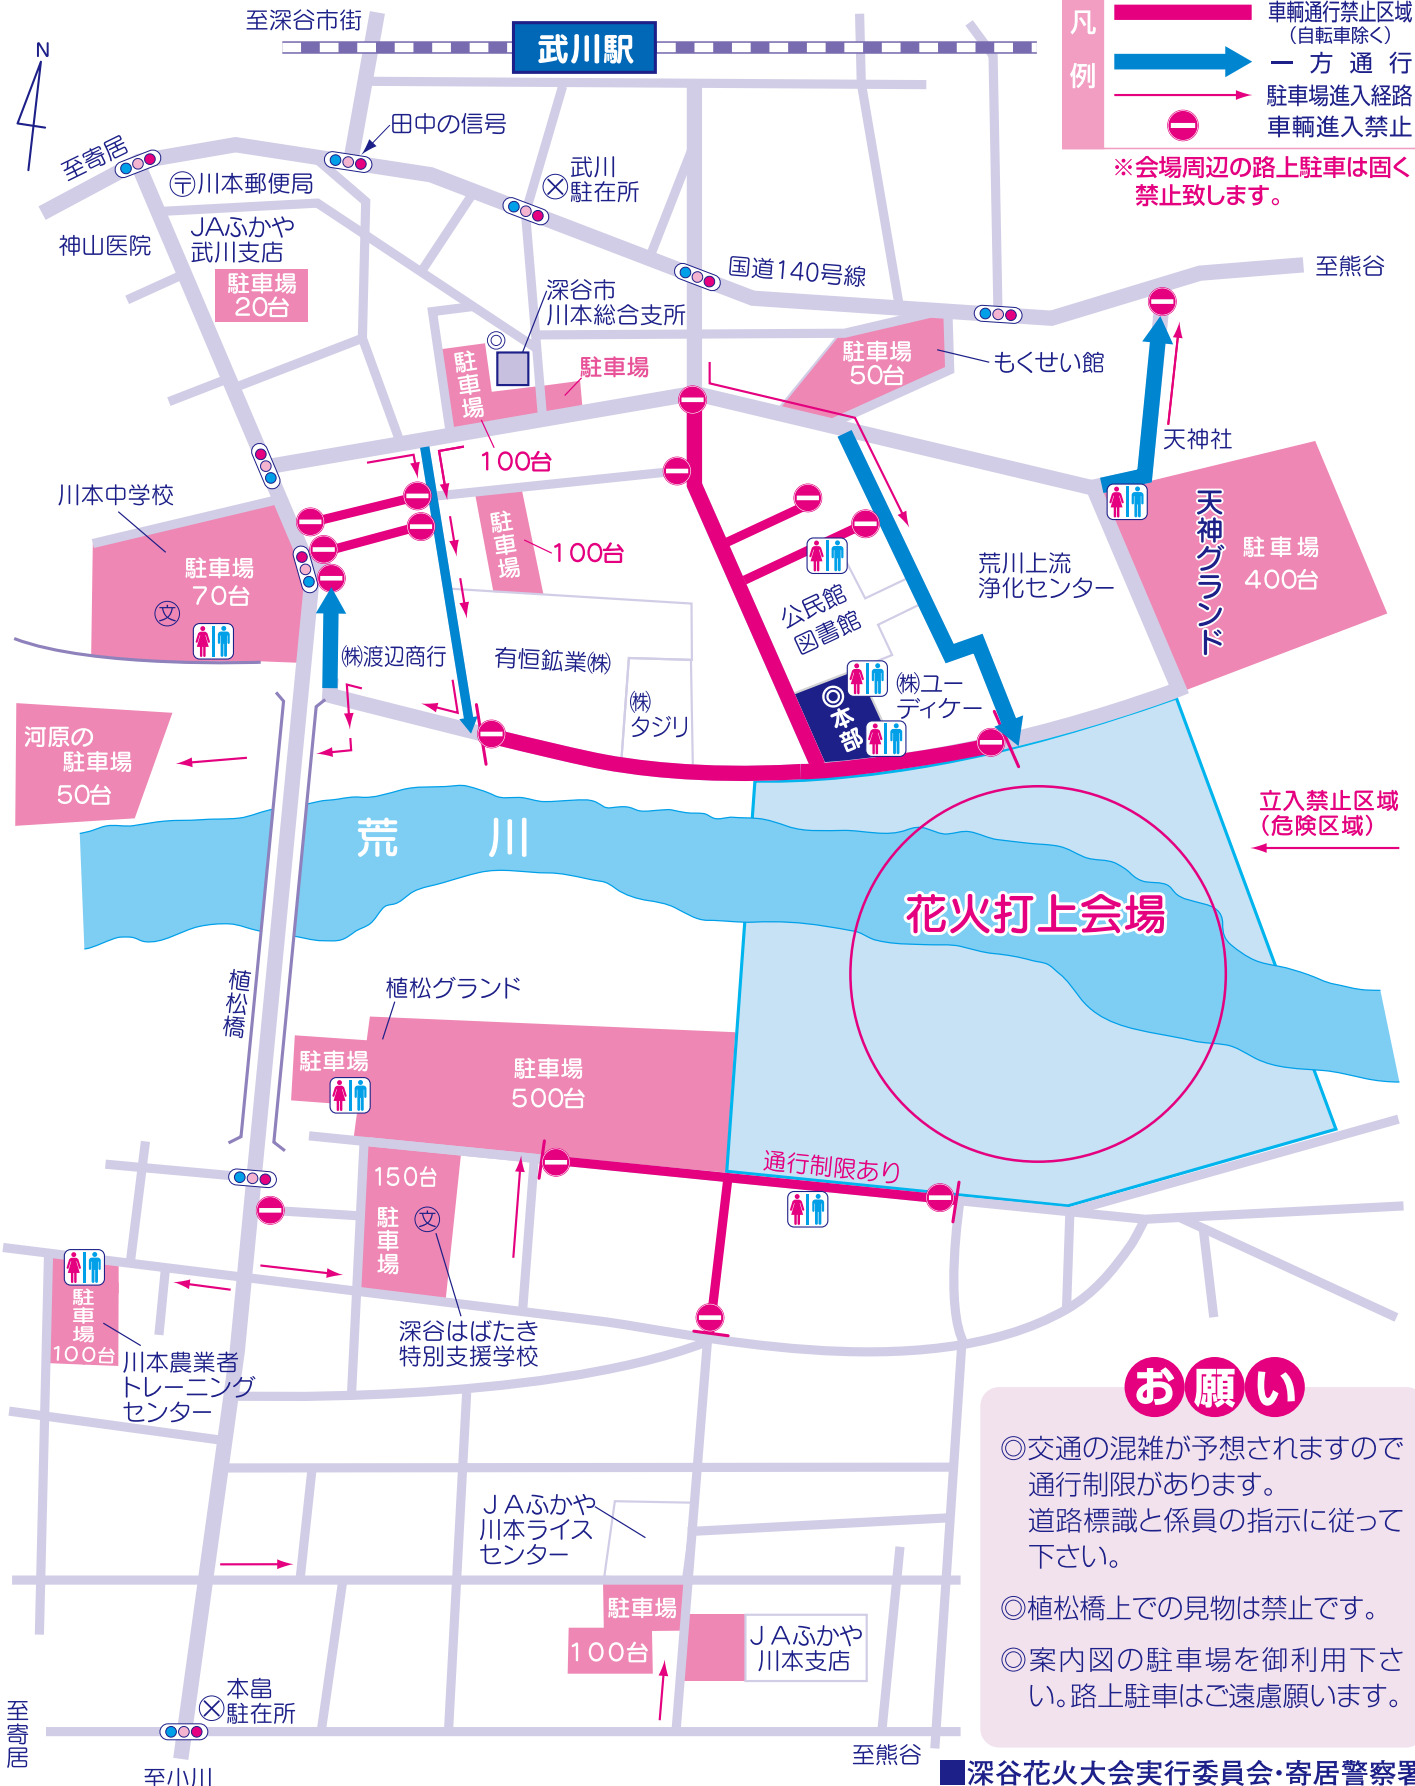 至深谷市街
武川駅
凡例
車輌通行禁止区域
(自転車除く)
一方通行
駐車場進入経路
車輌進入禁止
※会場周辺の路上駐車は固く
禁止致します。
N
至寄居
田中の信号
〒川本郵便局
武川
駐在所
JAふかや
武川支店
神山医院
駐車場
20台
国道140号線
至熊谷
深谷市
川本総合支所
駐車場
駐車場
100台
駐車場
50台
もくせい館
天神社
川本中学校
駐車場
70台
文
駐車場
100台
荒川上流
浄化センター
天神グランド
駐車場
400台
公民館
図書館
㈱渡辺商行
有恒鉱業㈱
㈱
タジリ
◎本部
㈱ユー
ディケー
河原の
駐車場
50台
立入禁止区域
(危険区域)
荒川
花火打上会場
植松橋
植松グランド
駐車場
駐車場
500台
通行制限あり
150台
駐車場
文
駐車場
100台
川本農業者
トレーニング
センター
深谷はばたき
特別支援学校
JAふかや
川本ライス
センター
駐車場
100台
JAふかや
川本支店
本畠
駐在所
至寄居
至小川
至熊谷
お願い
◎交通の混雑が予想されますので
通行制限があります。
道路標識と係員の指示に従って
下さい。
◎植松橋上での見物は禁止です。
◎案内図の駐車場を御利用下さ
い。路上駐車はご遠慮願います。
■深谷花火大会実行委員会・寄居警察署